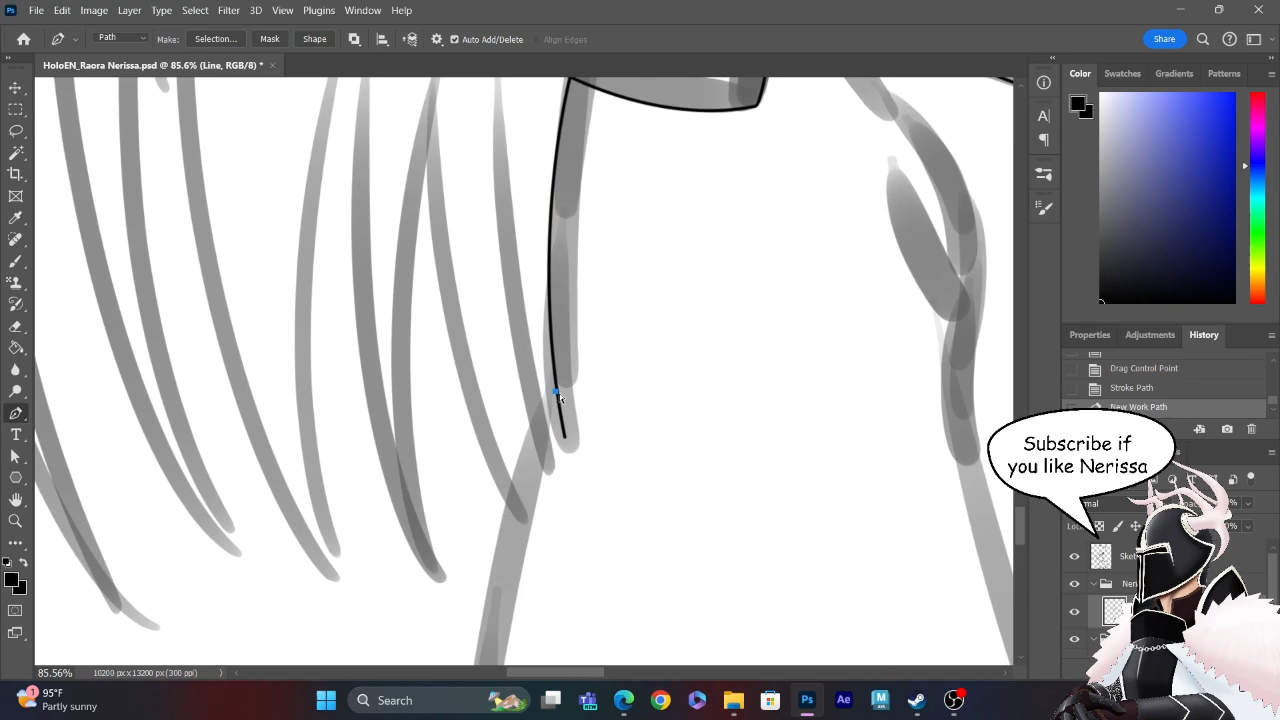 Ps File Edit Image Layer Type Select Filter 3D View Plugins Window Help
Path Make: Selection... Mask Shape Auto Add/Delete Align Edges Share
HoloEN_Raora Nerissa.psd @ 85.6% (Line, RGB/8) *
Color Swatches Gradients Patterns
Properties Adjustments History
Drag Control Point
Stroke Path
New Work Path
Subscribe if
you like Nerissa
85.56% 10200 px x 13200 px (300 ppi)
95°F
Partly sunny
Search